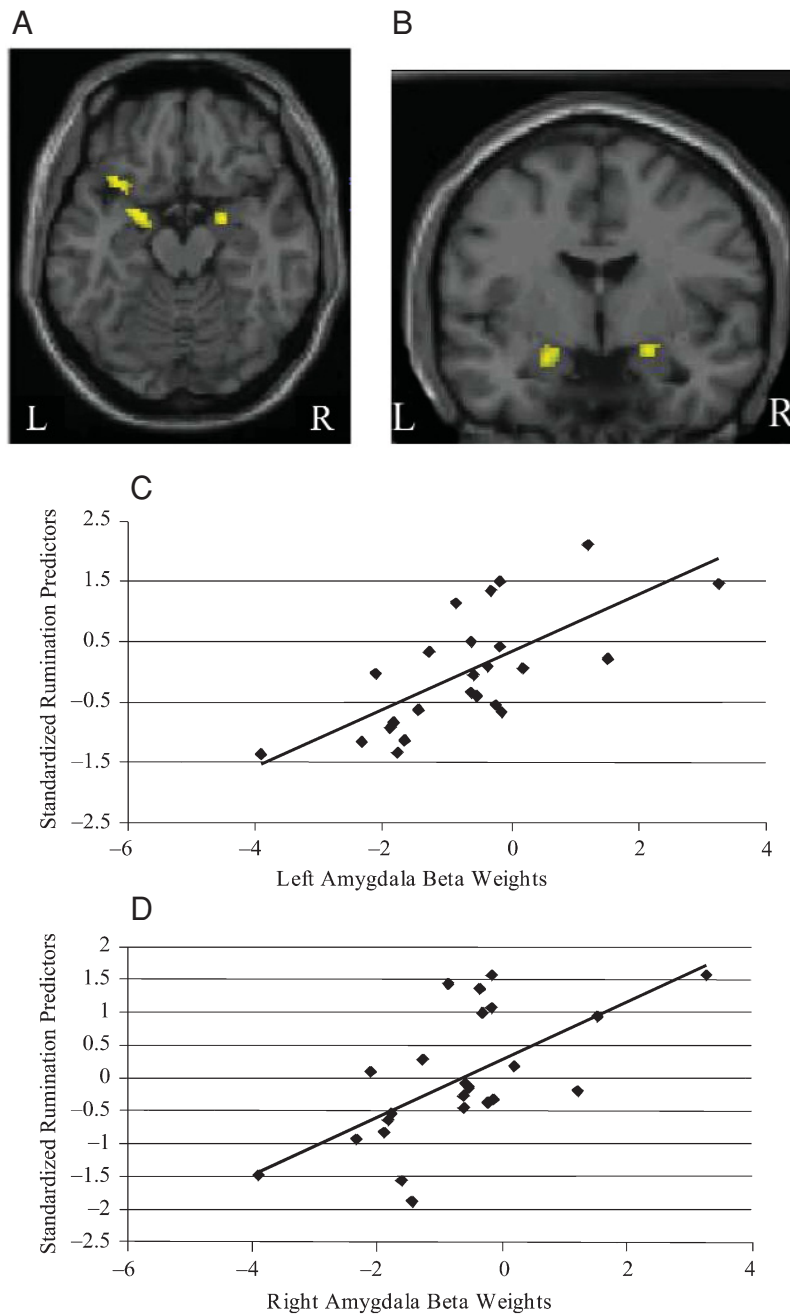 A
B
L
R
L
R
C
Standardized Rumination Predictors
2.5
1.5
0.5
−0.5
−1.5
−2.5
−6
−4
−2
0
2
4
Left Amygdala Beta Weights
D
Standardized Rumination Predictors
2
1.5
1
0.5
0
−0.5
−1
−1.5
−2
−2.5
−6
−4
−2
0
2
4
Right Amygdala Beta Weights